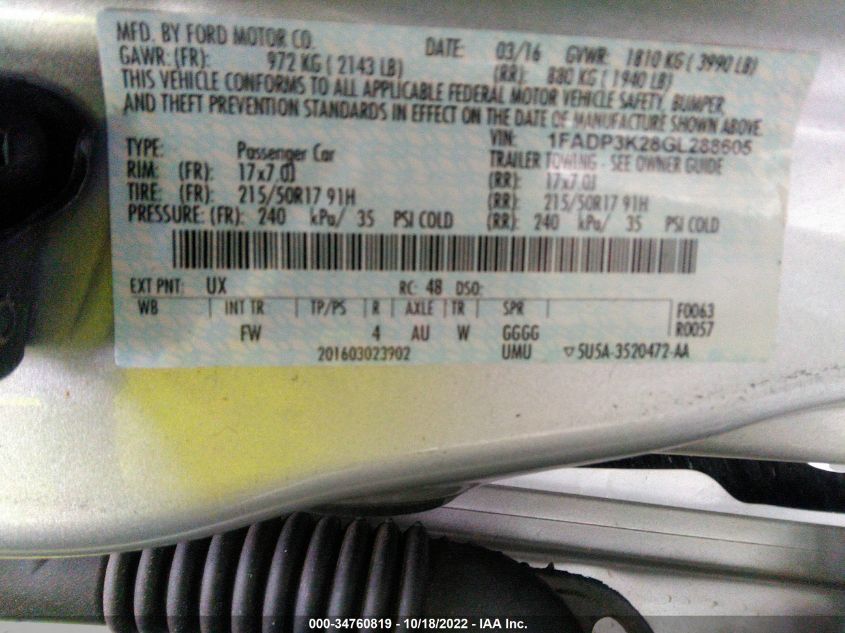 MFD. BY FORD MOTOR CO. DATE: 03/16 GVWR: 1810 KG ( 3990 LB)
GAWR: (FR): 972 KG ( 2143 LB) (RR): 880 KG ( 1940 LB)
THIS VEHICLE CONFORMS TO ALL APPLICABLE FEDERAL MOTOR VEHICLE SAFETY, BUMPER,
AND THEFT PREVENTION STANDARDS IN EFFECT ON THE DATE OF MANUFACTURE SHOWN ABOVE.
VIN: 1FADP3K28GL288605
TYPE: Passenger Car TRAILER TOWING - SEE OWNER GUIDE
RIM: (FR): 17x7.0J (RR): 17x7.0J
TIRE: (FR): 215/50R17 91H (RR): 215/50R17 91H
PRESSURE: (FR): 240 kPa/ 35 PSI COLD (RR): 240 kPa/ 35 PSI COLD
EXT PNT: UX RC: 48 DSO:
WB INT TR TP/PS R AXLE TR SPR F0063
FW 4 AU W GGGG R0057
201603023902 UMU ▽ 5U5A-3520472-AA
000-34760819 - 10/18/2022 - IAA Inc.